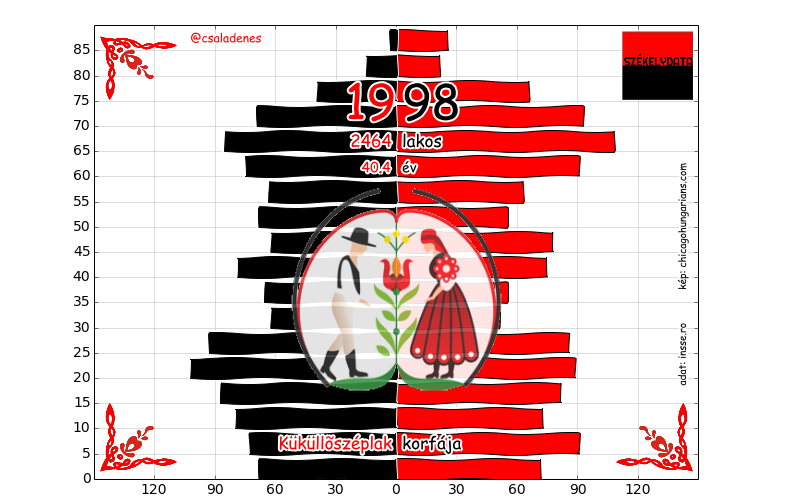 @csaladenes
SZÉKELYDATA
1998
2464 lakos
40.4 év
kép: chicagohungarians.com
adat: insse.ro
Küküllőszéplak korfája
85
80
75
70
65
60
55
50
45
40
35
30
25
20
15
10
5
0
120 90 60 30 0 30 60 90 120